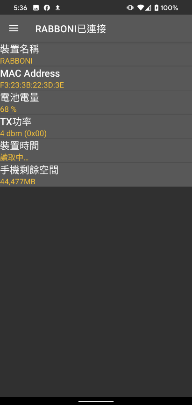 5:36
100%
RABBONI已連接
裝置名稱
RABBONI
MAC Address
F3:23:3B:22:3D:3E
電池電量
68 %
TX功率
4 dbm (0x00)
裝置時間
讀取中...
手機剩餘空間
44,477MB